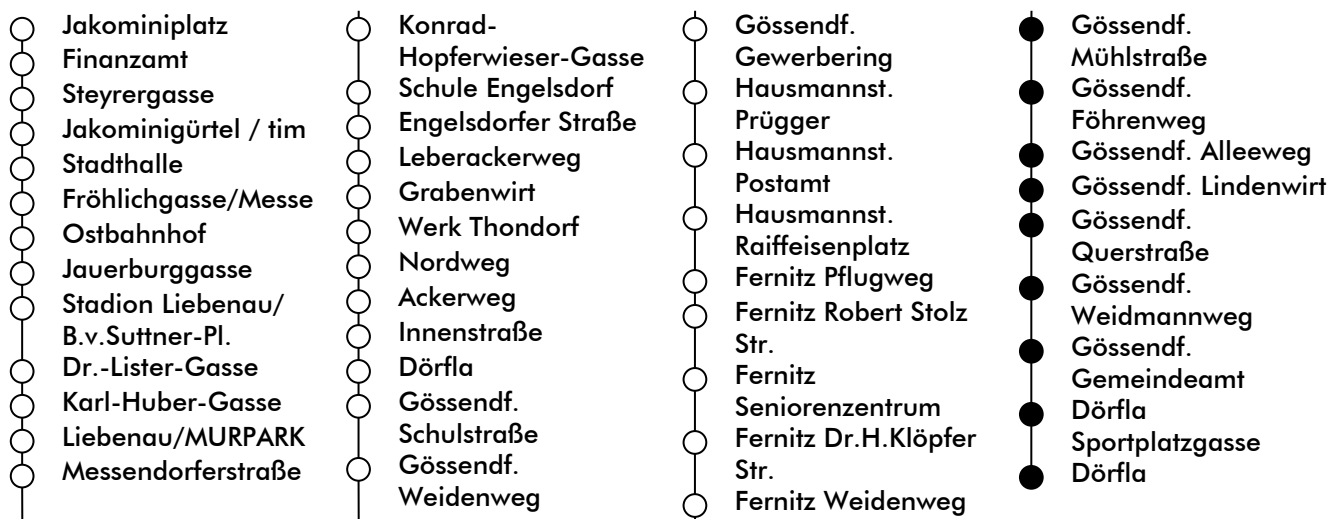 Jakominiplatz
Finanzamt
Steyrergasse
Jakominigürtel / tim
Stadthalle
Fröhlichgasse/Messe
Ostbahnhof
Jauerburggasse
Stadion Liebenau/
B.v.Suttner-Pl.
Dr.-Lister-Gasse
Karl-Huber-Gasse
Liebenau/MURPARK
Messendorferstraße
Konrad-
Hopferwieser-Gasse
Schule Engelsdorf
Engelsdorfer Straße
Leberackerweg
Grabenwirt
Werk Thondorf
Nordweg
Ackerweg
Innenstraße
Dörfla
Gössendf.
Schulstraße
Gössendf.
Weidenweg
Gössendf.
Gewerbering
Hausmannst.
Prügger
Hausmannst.
Postamt
Hausmannst.
Raiffeisenplatz
Fernitz Pflugweg
Fernitz Robert Stolz
Str.
Fernitz
Seniorenzentrum
Fernitz Dr.H.Klöpfer
Str.
Fernitz Weidenweg
Gössendf.
Mühlstraße
Gössendf.
Föhrenweg
Gössendf. Alleeweg
Gössendf. Lindenwirt
Gössendf.
Querstraße
Gössendf.
Weidmannweg
Gössendf.
Gemeindeamt
Dörfla
Sportplatzgasse
Dörfla